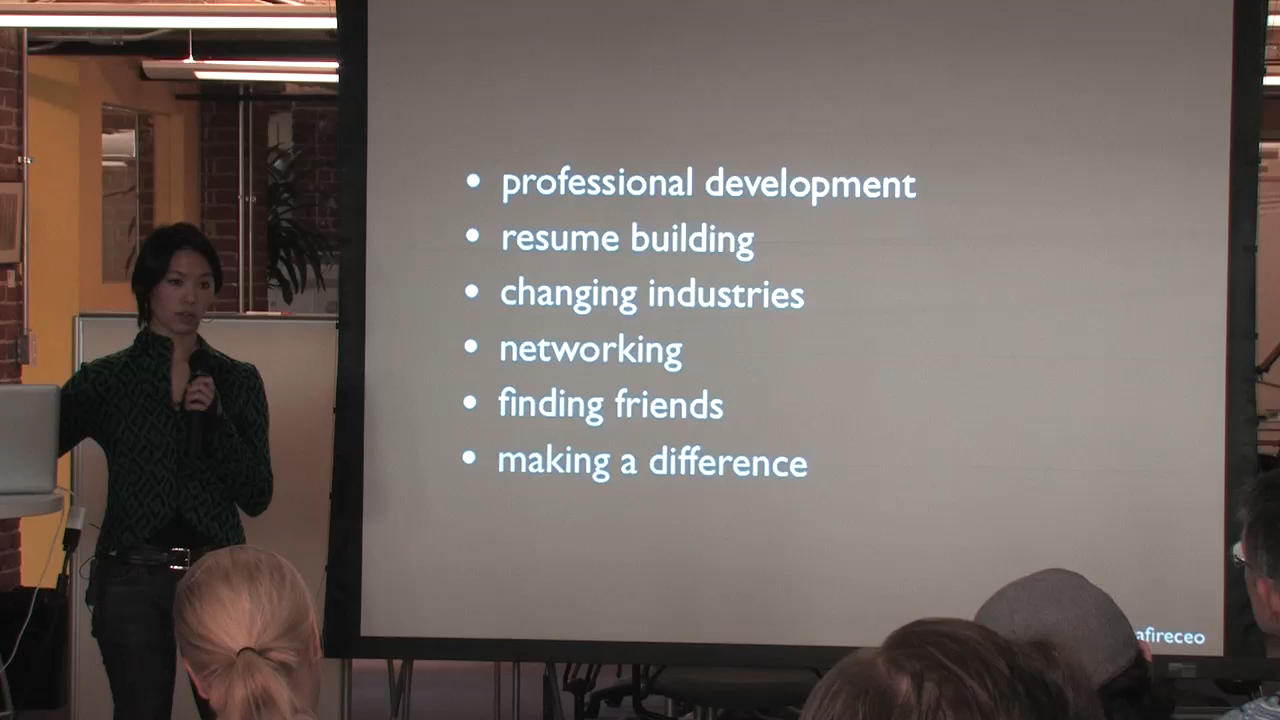 • professional development
• resume building
• changing industries
• networking
• finding friends
• making a difference
afireceo